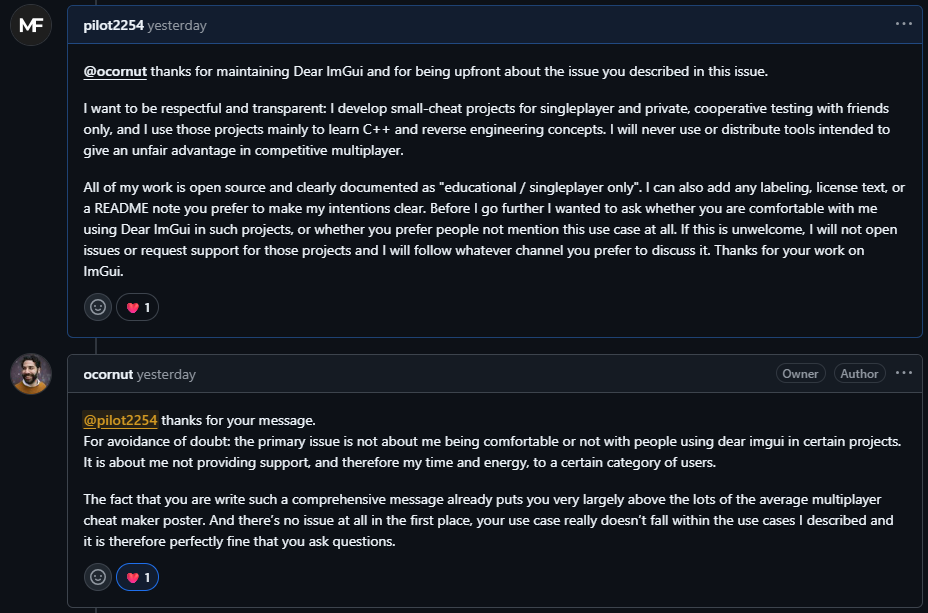 MF
pilot2254 yesterday
@ocornut thanks for maintaining Dear ImGui and for being upfront about the issue you described in this issue.
I want to be respectful and transparent: I develop small-cheat projects for singleplayer and private, cooperative testing with friends
only, and I use those projects mainly to learn C++ and reverse engineering concepts. I will never use or distribute tools intended to
give an unfair advantage in competitive multiplayer.
All of my work is open source and clearly documented as "educational / singleplayer only". I can also add any labeling, license text, or
a README note you prefer to make my intentions clear. Before I go further I wanted to ask whether you are comfortable with me
using Dear ImGui in such projects, or whether you prefer people not mention this use case at all. If this is unwelcome, I will not open
issues or request support for those projects and I will follow whatever channel you prefer to discuss it. Thanks for your work on
ImGui.
1
ocornut yesterday Owner Author
@pilot2254 thanks for your message.
For avoidance of doubt: the primary issue is not about me being comfortable or not with people using dear imgui in certain projects.
It is about me not providing support, and therefore my time and energy, to a certain category of users.
The fact that you are write such a comprehensive message already puts you very largely above the lots of the average multiplayer
cheat maker poster. And there's no issue at all in the first place, your use case really doesn't fall within the use cases I described and
it is therefore perfectly fine that you ask questions.
1